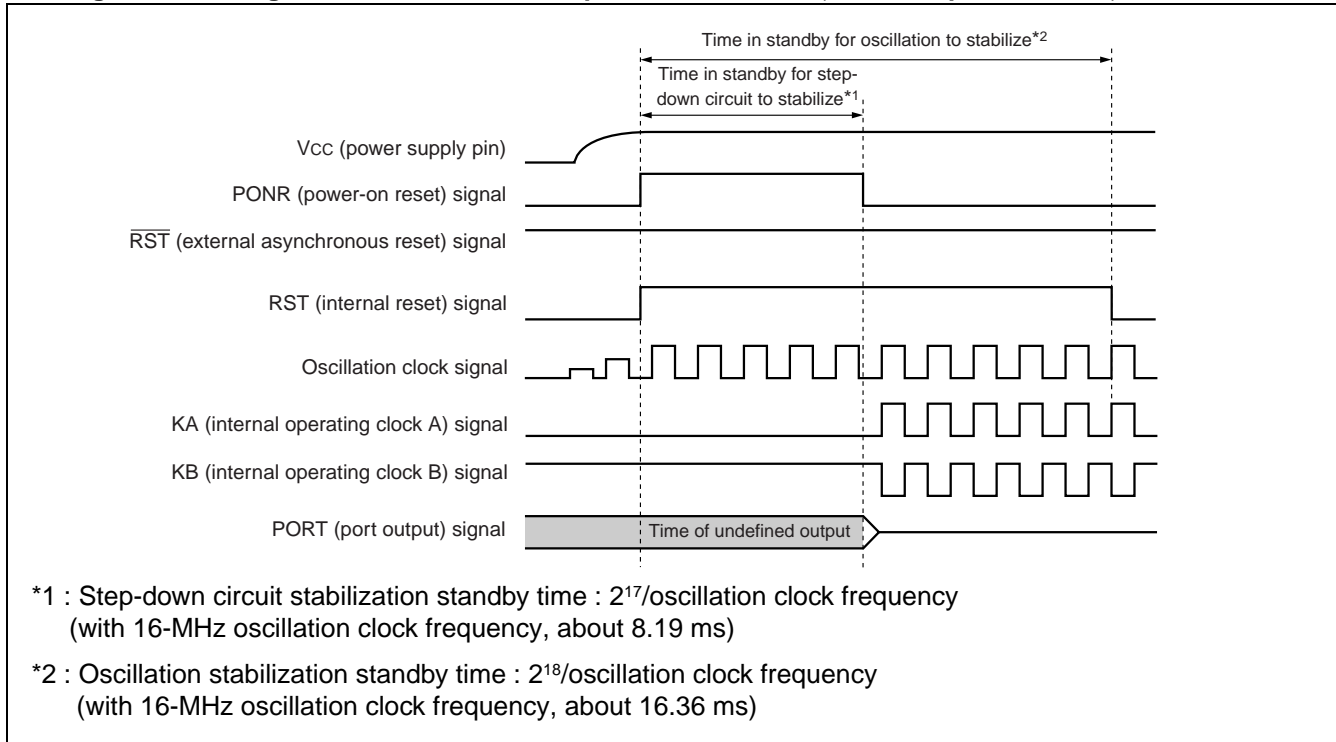 Time in standby for oscillation to stabilize*2
Time in standby for step-
down circuit to stabilize*1
Vcc (power supply pin)
PONR (power-on reset) signal
RST (external asynchronous reset) signal
RST (internal reset) signal
Oscillation clock signal
KA (internal operating clock A) signal
KB (internal operating clock B) signal
PORT (port output) signal
Time of undefined output
*1 : Step-down circuit stabilization standby time : 2¹⁷/oscillation clock frequency
(with 16-MHz oscillation clock frequency, about 8.19 ms)
*2 : Oscillation stabilization standby time : 2¹⁸/oscillation clock frequency
(with 16-MHz oscillation clock frequency, about 16.36 ms)